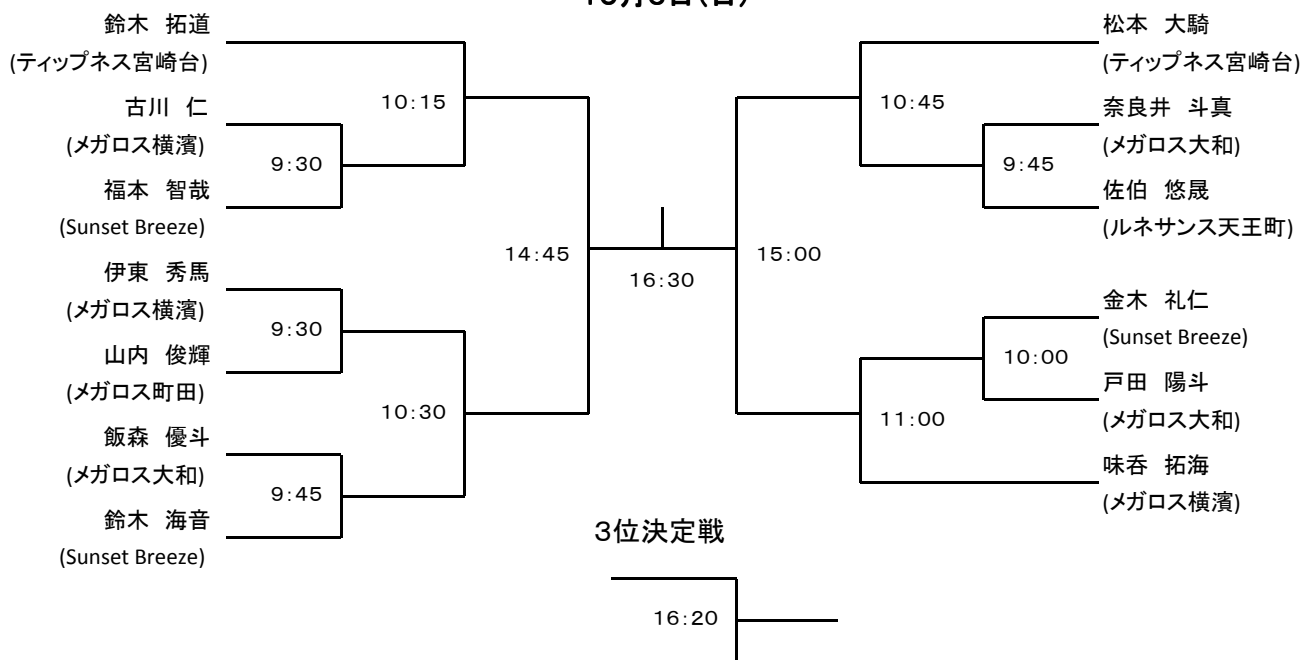 鈴木 拓道
(ティップネス宮崎台)
古川 仁
(メガロス横濱)
福本 智哉
(Sunset Breeze)
伊東 秀馬
(メガロス横濱)
山内 俊輝
(メガロス町田)
飯森 優斗
(メガロス大和)
鈴木 海音
(Sunset Breeze)
10:15
9:30
9:30
10:30
9:45
14:45
16:30
15:00
10:45
9:45
10:00
11:00
松本 大騎
(ティップネス宮崎台)
奈良井 斗真
(メガロス大和)
佐伯 悠晟
(ルネサンス天王町)
金木 礼仁
(Sunset Breeze)
戸田 陽斗
(メガロス大和)
味呑 拓海
(メガロス横濱)
3位決定戦
16:20